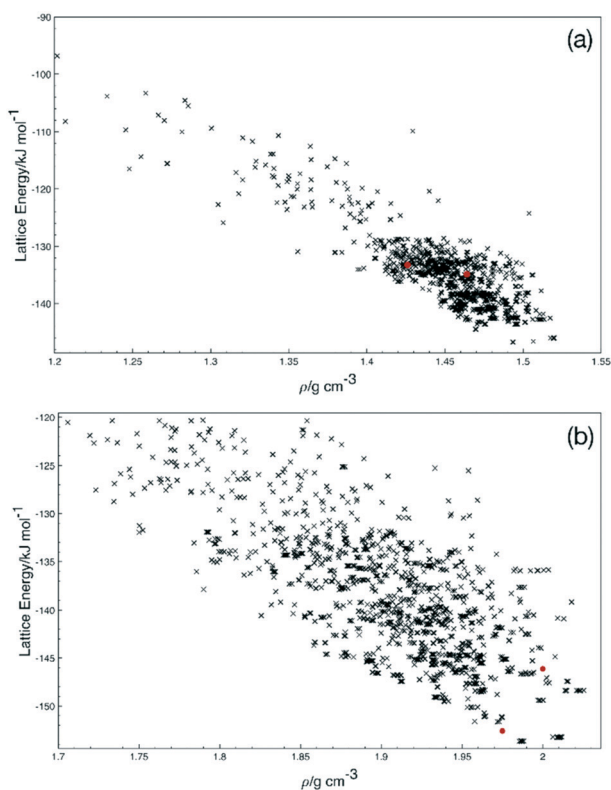 (a)
-90
-100
-110
-120
-130
-140
Lattice Energy/kJ mol⁻¹
1.2 1.25 1.3 1.35 1.4 1.45 1.5 1.55
ρ/g cm⁻³
(b)
-120
-125
-130
-135
-140
-145
-150
Lattice Energy/kJ mol⁻¹
1.7 1.75 1.8 1.85 1.9 1.95 2
ρ/g cm⁻³